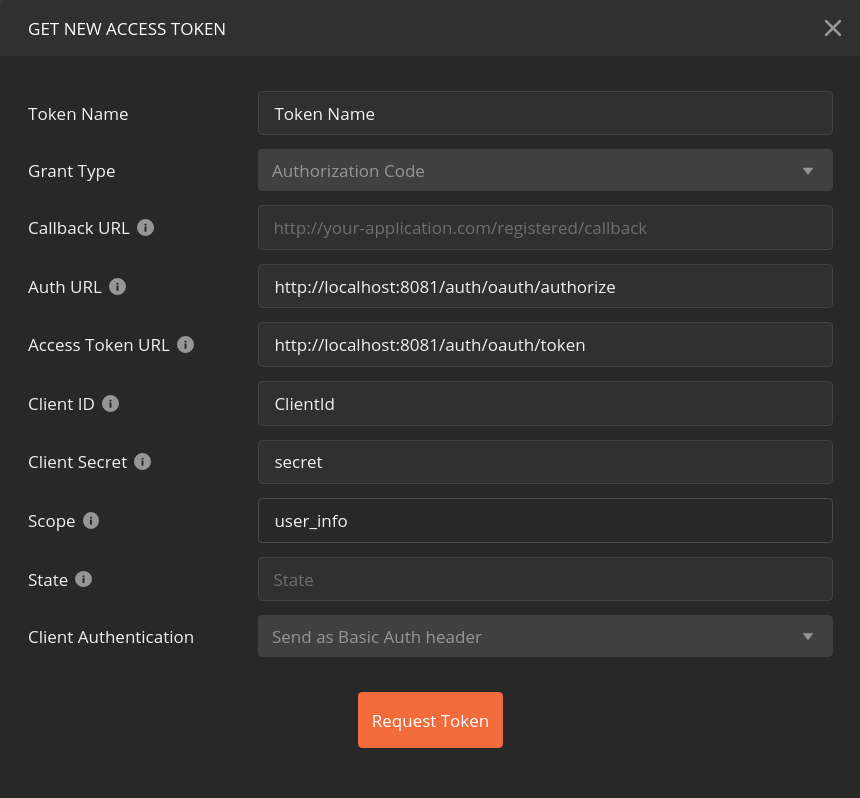 GET NEW ACCESS TOKEN
Token Name Token Name
Grant Type Authorization Code
Callback URL http://your-application.com/registered/callback
Auth URL http://localhost:8081/auth/oauth/authorize
Access Token URL http://localhost:8081/auth/oauth/token
Client ID ClientId
Client Secret secret
Scope user_info
State State
Client Authentication Send as Basic Auth header
Request Token